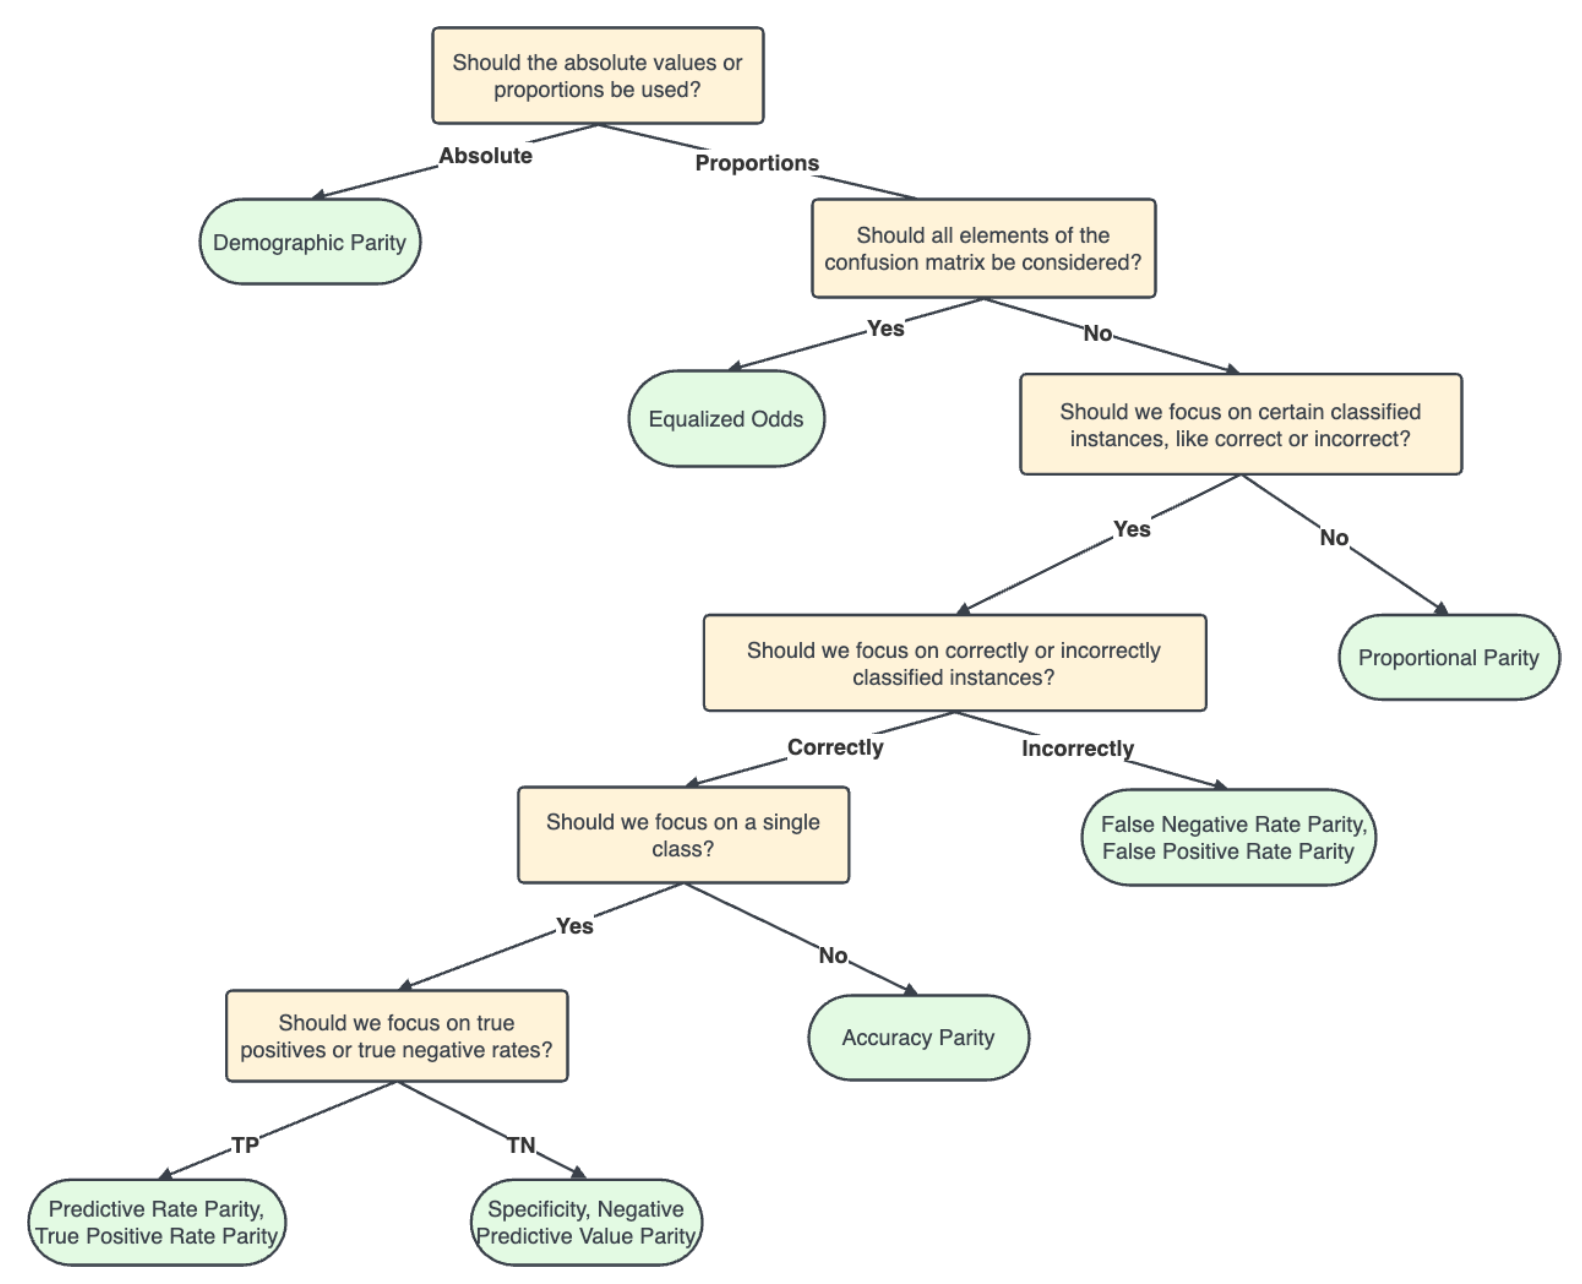 Should the absolute values or
proportions be used?
Absolute
Proportions
Demographic Parity
Should all elements of the
confusion matrix be considered?
Yes
No
Equalized Odds
Should we focus on certain classified
instances, like correct or incorrect?
Yes
No
Should we focus on correctly or incorrectly
classified instances?
Proportional Parity
Correctly
Incorrectly
Should we focus on a single
class?
False Negative Rate Parity,
False Positive Rate Parity
Yes
No
Should we focus on true
positives or true negative rates?
Accuracy Parity
TP
TN
Predictive Rate Parity,
True Positive Rate Parity
Specificity, Negative
Predictive Value Parity